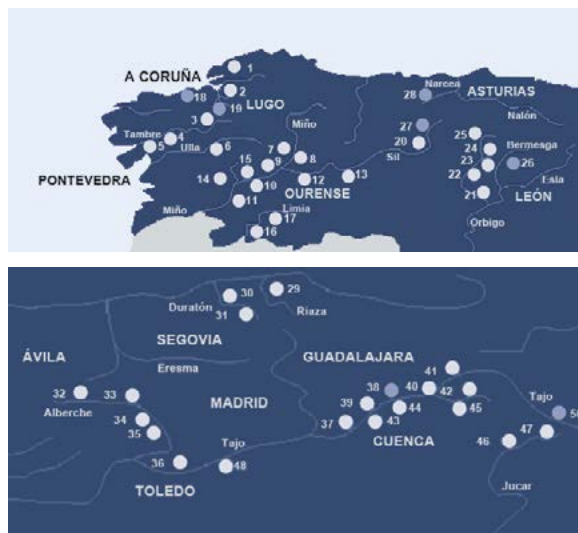 1
A CORUÑA
2
18
19
LUGO
3
Narcea
28
ASTURIAS
Nalón
Tambre
4
5
Ulla
6
Miño
7
8
9
27
20
Sil
25
24
Bermesga
23
26
22
Esla
21
LEÓN
Orbigo
PONTEVEDRA
14
15
10
12
13
OURENSE
11
Miño
Limia
17
16
30
29
Duratón
31
Riaza
SEGOVIA
ÁVILA
Eresma
GUADALAJARA
41
32
33
Alberche
MADRID
38
40
42
39
44
45
Tajo
34
35
37
43
CUENCA
46
47
36
Tajo
48
TOLEDO
Jucar